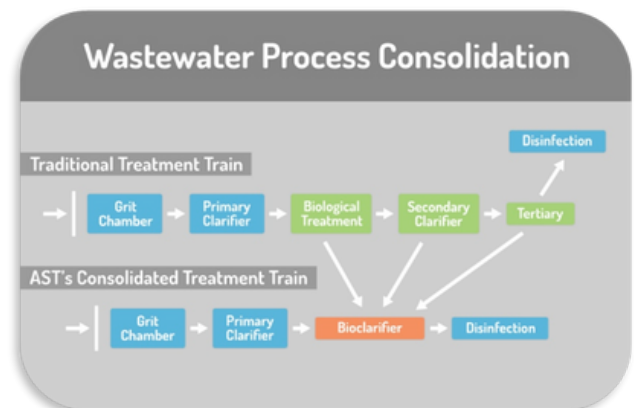 Wastewater Process Consolidation
Disinfection
Traditional Treatment Train
Grit
Chamber
Primary
Clarifier
Biological
Treatment
Secondary
Clarifier
Tertiary
AST's Consolidated Treatment Train
Grit
Chamber
Primary
Clarifier
Bioclarifier
Disinfection